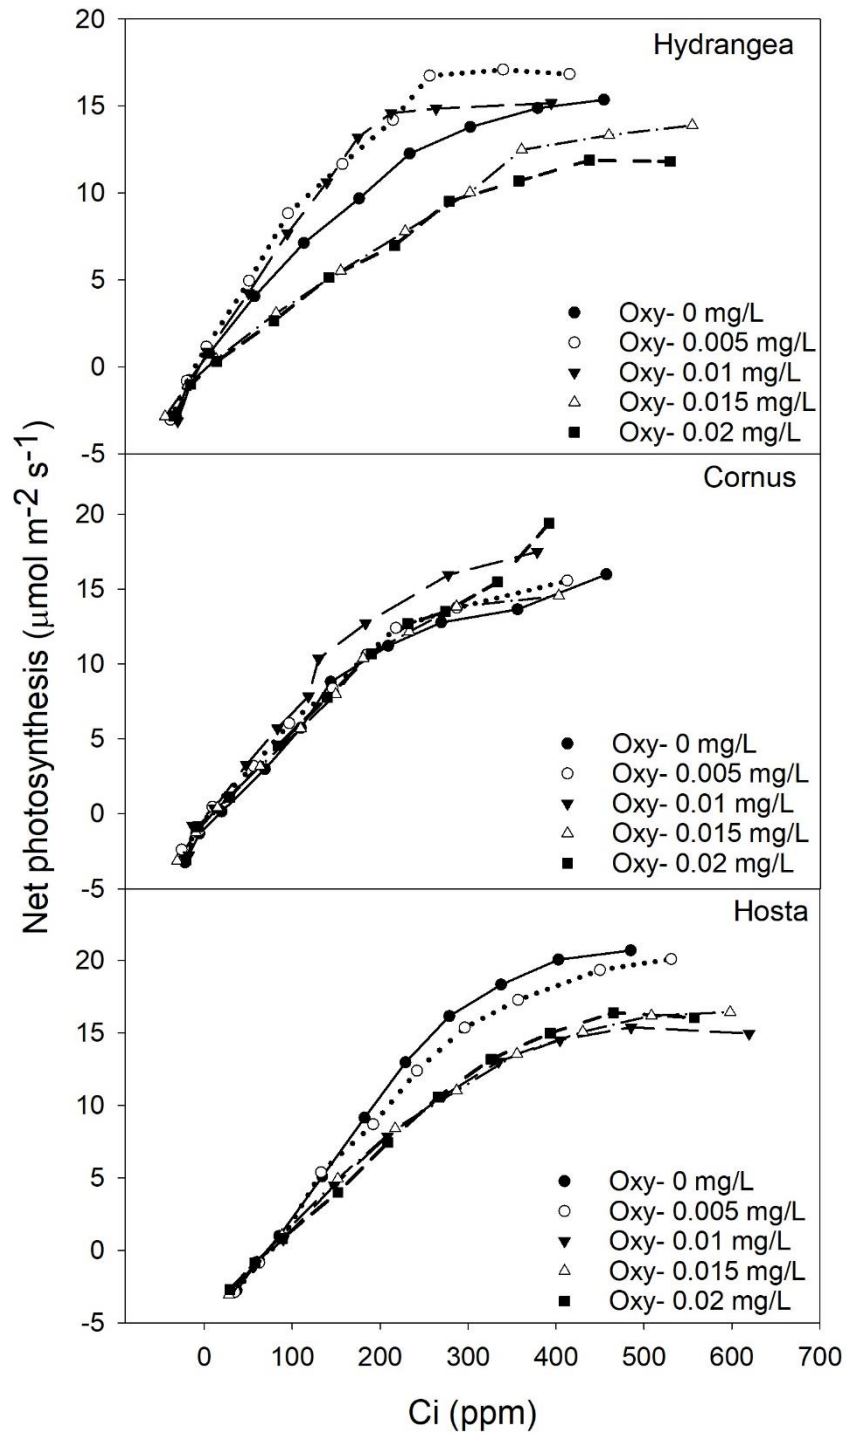 Net photosynthesis (μmol m-2 s-1)
20
15
10
5
0
-5
Hydrangea
Oxy- 0 mg/L
Oxy- 0.005 mg/L
Oxy- 0.01 mg/L
Oxy- 0.015 mg/L
Oxy- 0.02 mg/L
20
15
10
5
0
-5
Cornus
Oxy- 0 mg/L
Oxy- 0.005 mg/L
Oxy- 0.01 mg/L
Oxy- 0.015 mg/L
Oxy- 0.02 mg/L
20
15
10
5
0
-5
Hosta
Oxy- 0 mg/L
Oxy- 0.005 mg/L
Oxy- 0.01 mg/L
Oxy- 0.015 mg/L
Oxy- 0.02 mg/L
0 100 200 300 400 500 600 700
Ci (ppm)